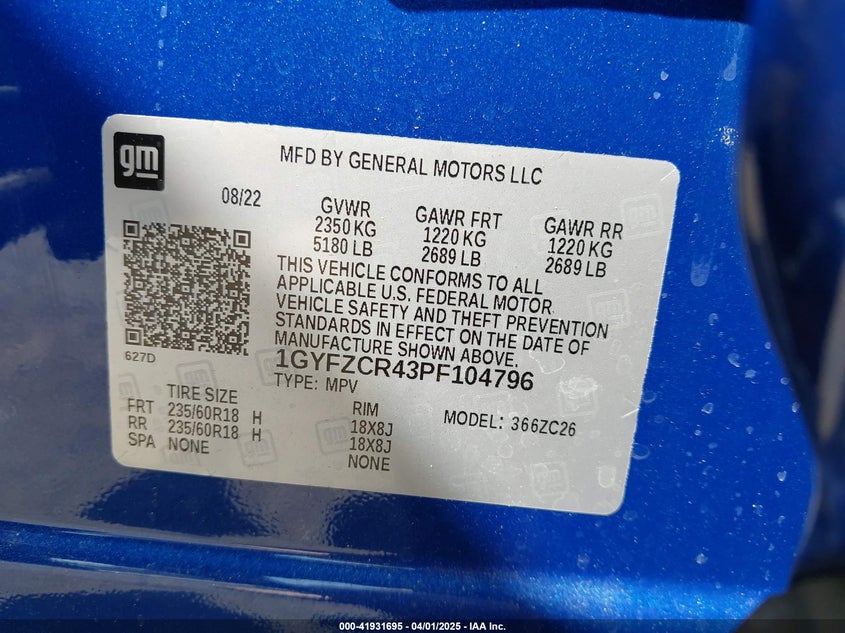 gm
MFD BY GENERAL MOTORS LLC
08/22
GVWR
2350 KG
5180 LB
GAWR FRT
1220 KG
2689 LB
GAWR RR
1220 KG
2689 LB
THIS VEHICLE CONFORMS TO ALL
APPLICABLE U.S. FEDERAL MOTOR
VEHICLE SAFETY AND THEFT PREVENTION
STANDARDS IN EFFECT ON THE DATE OF
MANUFACTURE SHOWN ABOVE.
627D
1GYFZCR43PF104796
TYPE: MPV
MODEL: 366ZC26
TIRE SIZE RIM
FRT 235/60R18 H 18X8J
RR 235/60R18 H 18X8J
SPA NONE NONE
000-41931695 - 04/01/2025 - IAA Inc.